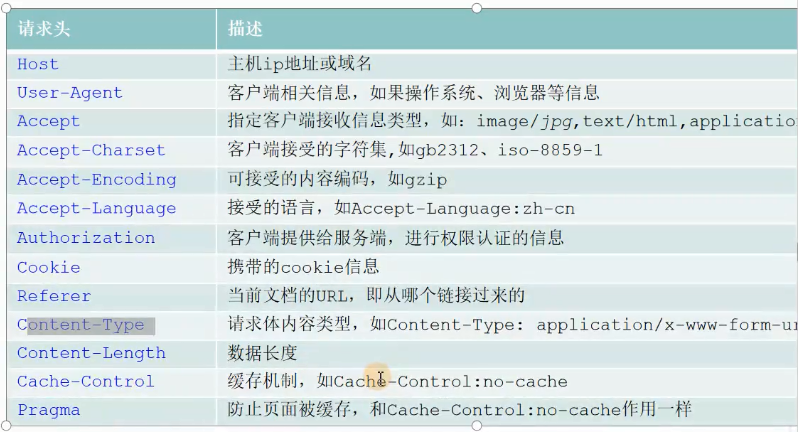 请求头 描述
Host 主机ip地址或域名
User-Agent 客户端相关信息，如果操作系统、浏览器等信息
Accept 指定客户端接收信息类型，如：image/jpg,text/html,applicatio
Accept-Charset 客户端接受的字符集,如gb2312、iso-8859-1
Accept-Encoding 可接受的内容编码，如gzip
Accept-Language 接受的语言，如Accept-Language:zh-cn
Authorization 客户端提供给服务端，进行权限认证的信息
Cookie 携带的cookie信息
Referer 当前文档的URL，即从哪个链接过来的
Content-Type 请求体内容类型，如Content-Type: application/x-www-form-ur
Content-Length 数据长度
Cache-Control 缓存机制，如Cache-Control:no-cache
Pragma 防止页面被缓存，和Cache-Control:no-cache作用一样